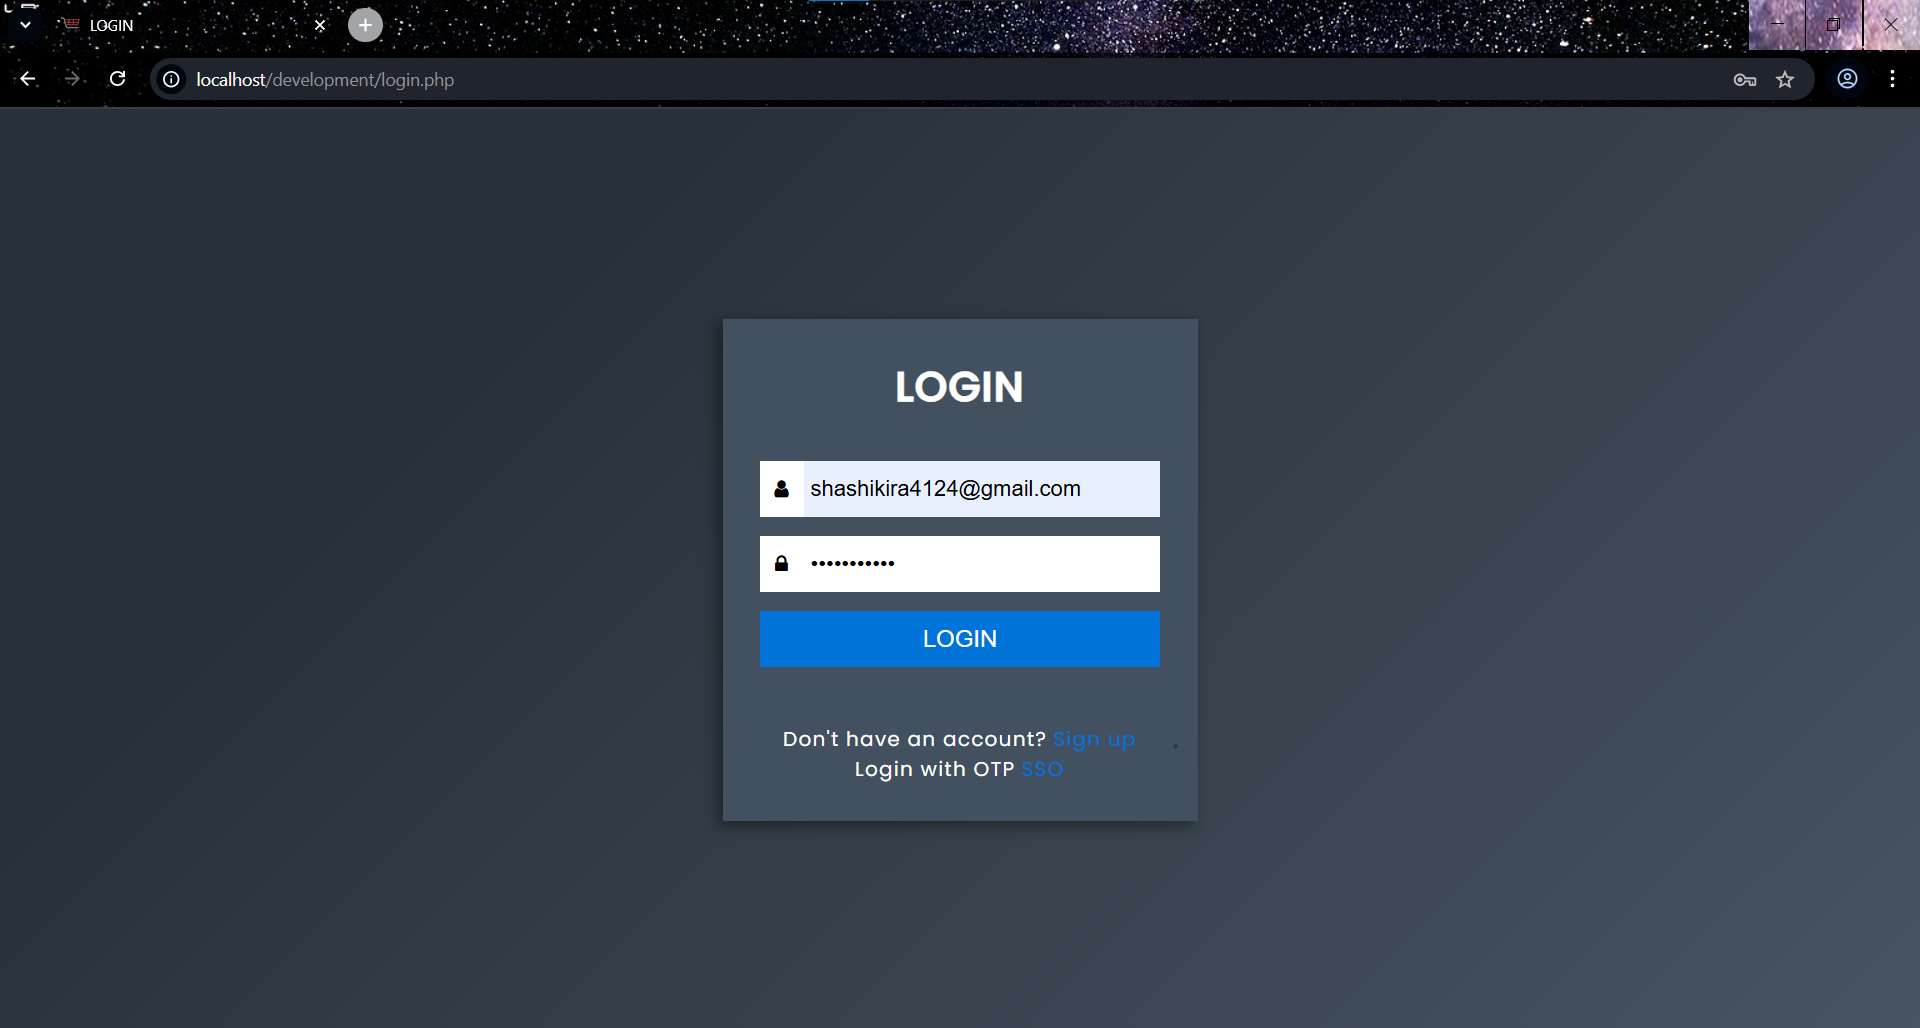 LOGIN
localhost/development/login.php
LOGIN
shashikira4124@gmail.com
•••••••••••
LOGIN
Don't have an account? Sign up
Login with OTP SSO